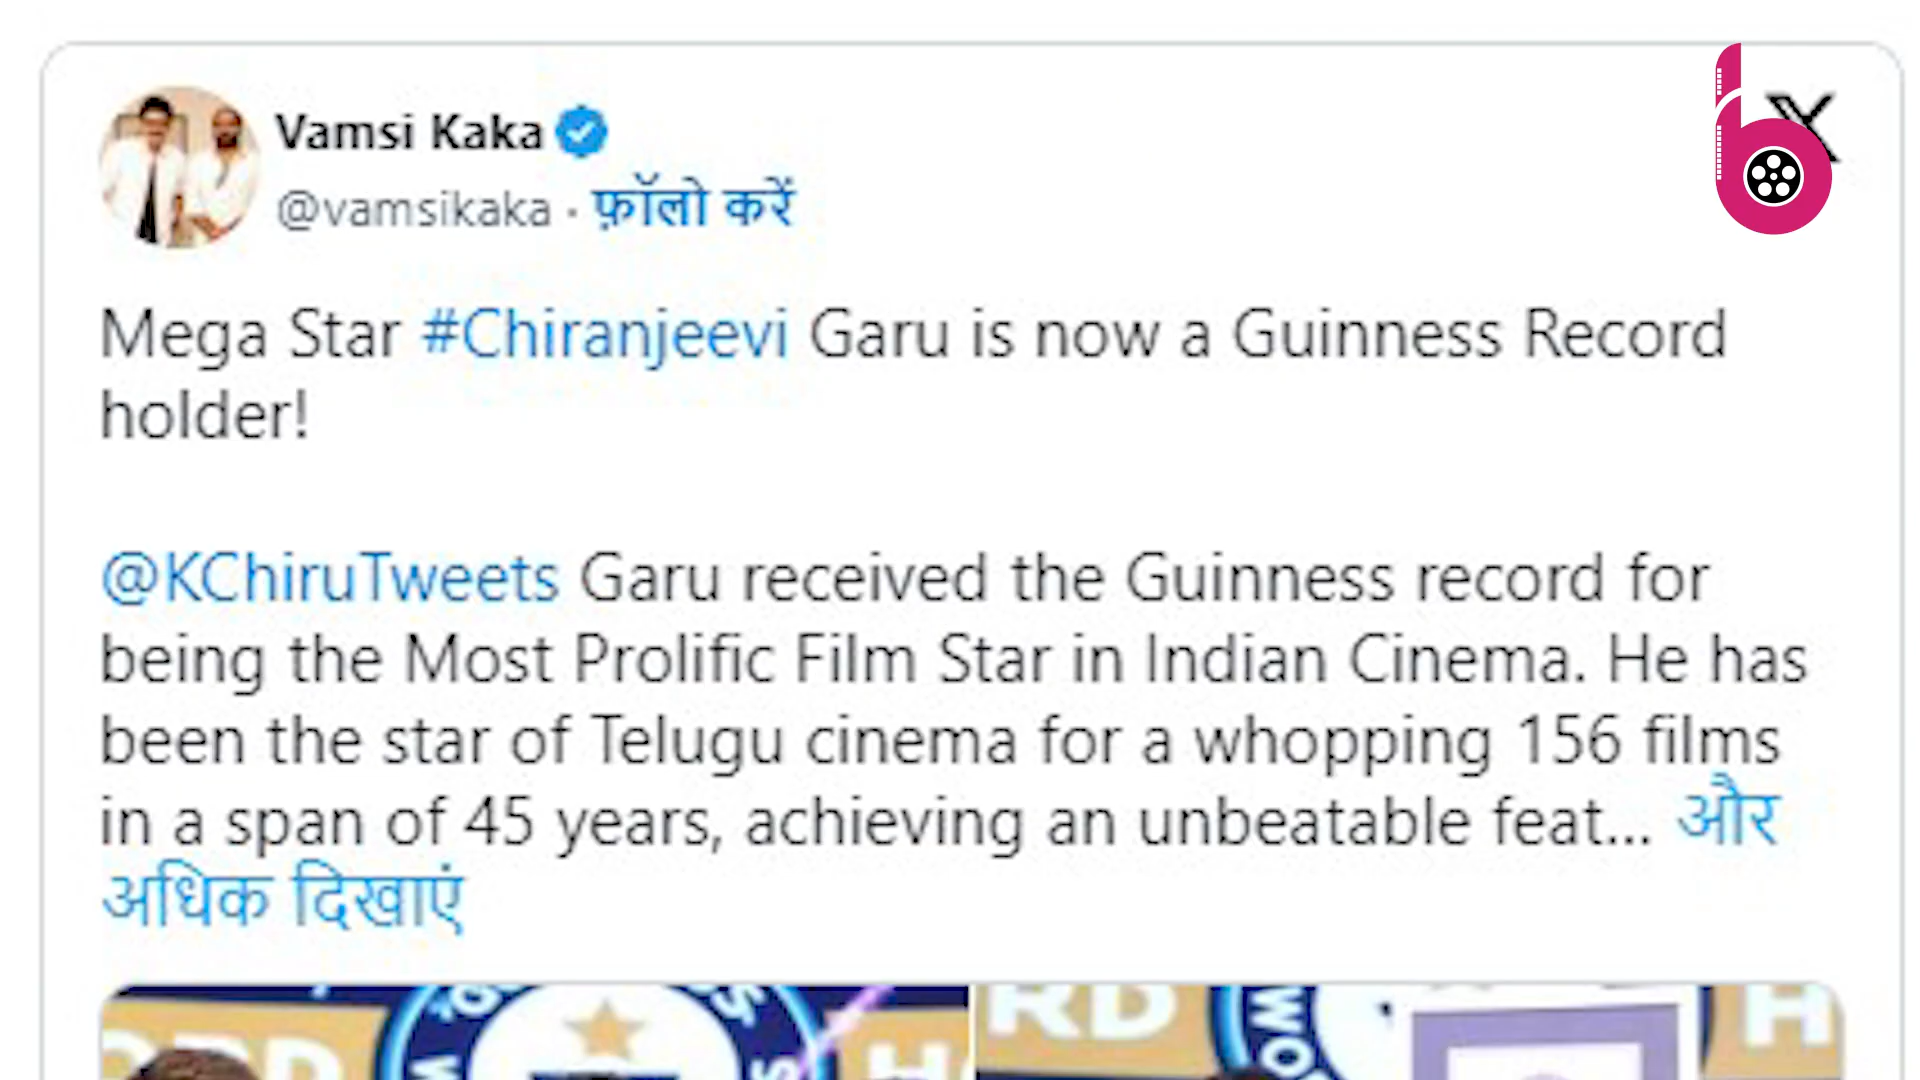 Vamsi Kaka
@vamsikaka · फ़ॉलो करें
Mega Star #Chiranjeevi Garu is now a Guinness Record
holder!
@KChiruTweets Garu received the Guinness record for
being the Most Prolific Film Star in Indian Cinema. He has
been the star of Telugu cinema for a whopping 156 films
in a span of 45 years, achieving an unbeatable feat... और
अधिक दिखाएं